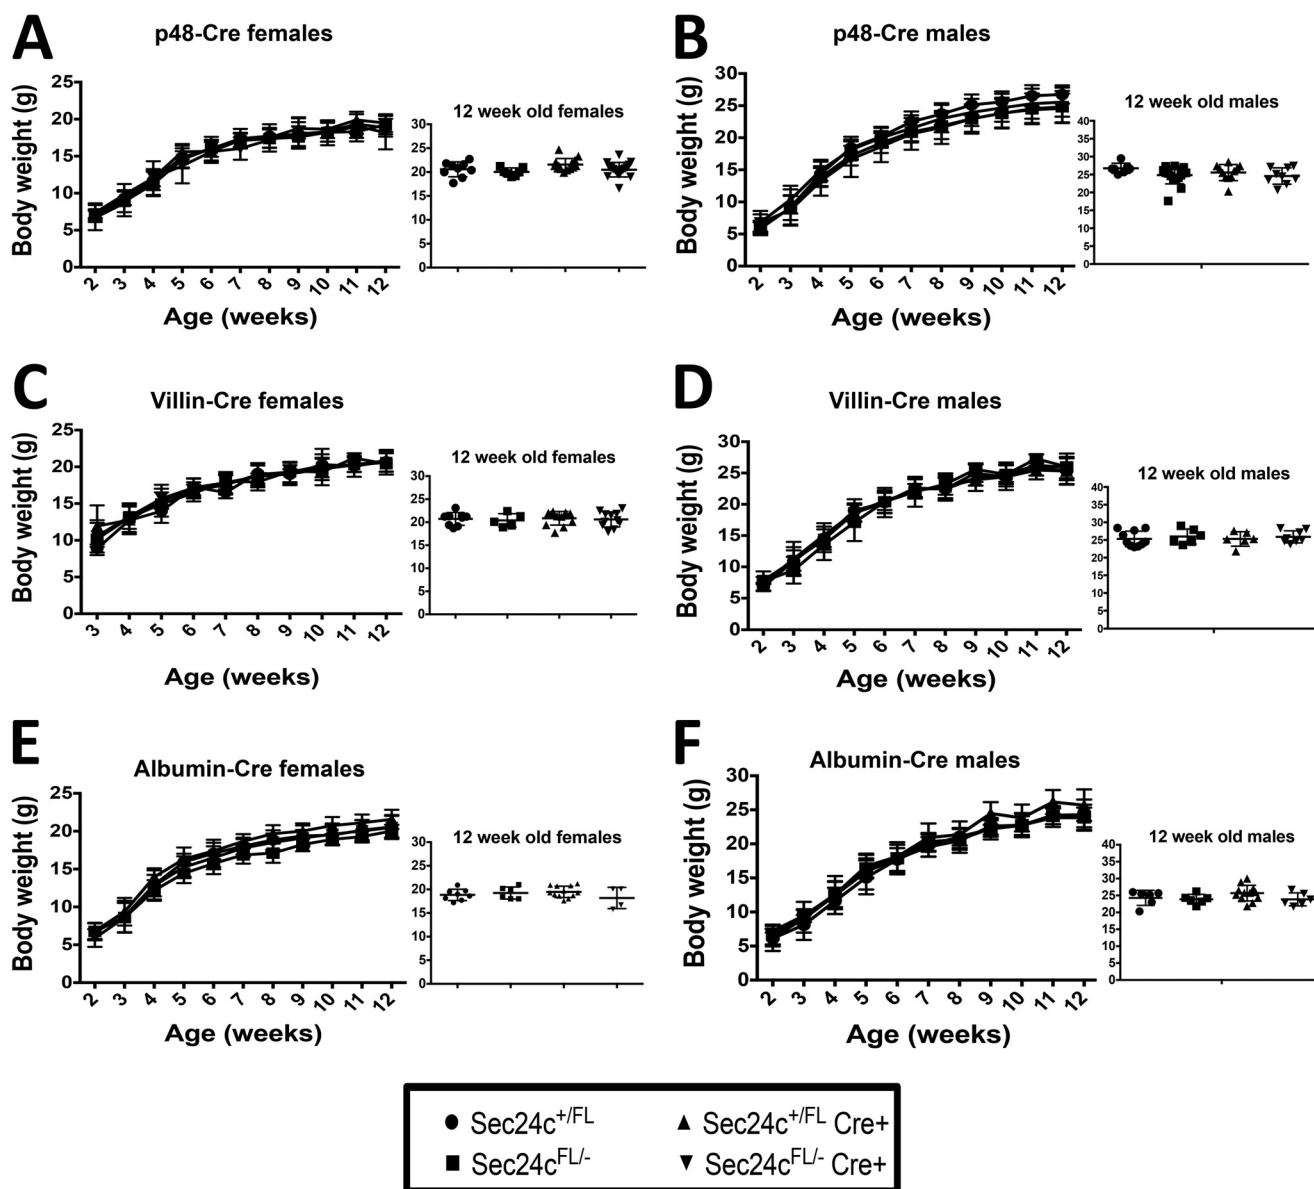 A
p48-Cre females
Body weight (g)
25
20
15
10
5
0
2 3 4 5 6 7 8 9 10 11 12
Age (weeks)
12 week old females
30
25
20
15
10
5
0
B
p48-Cre males
Body weight (g)
30
25
20
15
10
5
0
2 3 4 5 6 7 8 9 10 11 12
Age (weeks)
12 week old males
40
35
30
25
20
15
10
5
0
C
Villin-Cre females
Body weight (g)
25
20
15
10
5
0
3 4 5 6 7 8 9 10 11 12
Age (weeks)
12 week old females
30
25
20
15
10
5
0
D
Villin-Cre males
Body weight (g)
30
25
20
15
10
5
0
2 3 4 5 6 7 8 9 10 11 12
Age (weeks)
12 week old males
40
35
30
25
20
15
10
5
0
E
Albumin-Cre females
Body weight (g)
25
20
15
10
5
0
2 3 4 5 6 7 8 9 10 11 12
Age (weeks)
12 week old females
30
25
20
15
10
5
0
F
Albumin-Cre males
Body weight (g)
30
25
20
15
10
5
0
2 3 4 5 6 7 8 9 10 11 12
Age (weeks)
12 week old males
40
35
30
25
20
15
10
5
0
Sec24c+/FL
Sec24c+/FL Cre+
Sec24cFL/-
Sec24cFL/- Cre+